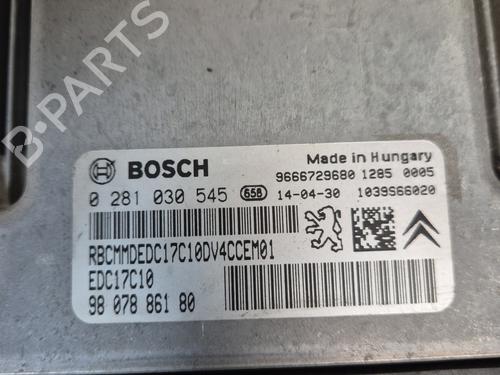 BOSCH
Made in Hungary
9666729680 1285 0005
0 281 030 545 658 14-04-30 1039S66020
RBCMMDEDC17C10DV4CCEM01
EDC17C10
98 078 861 80
B-PARTS